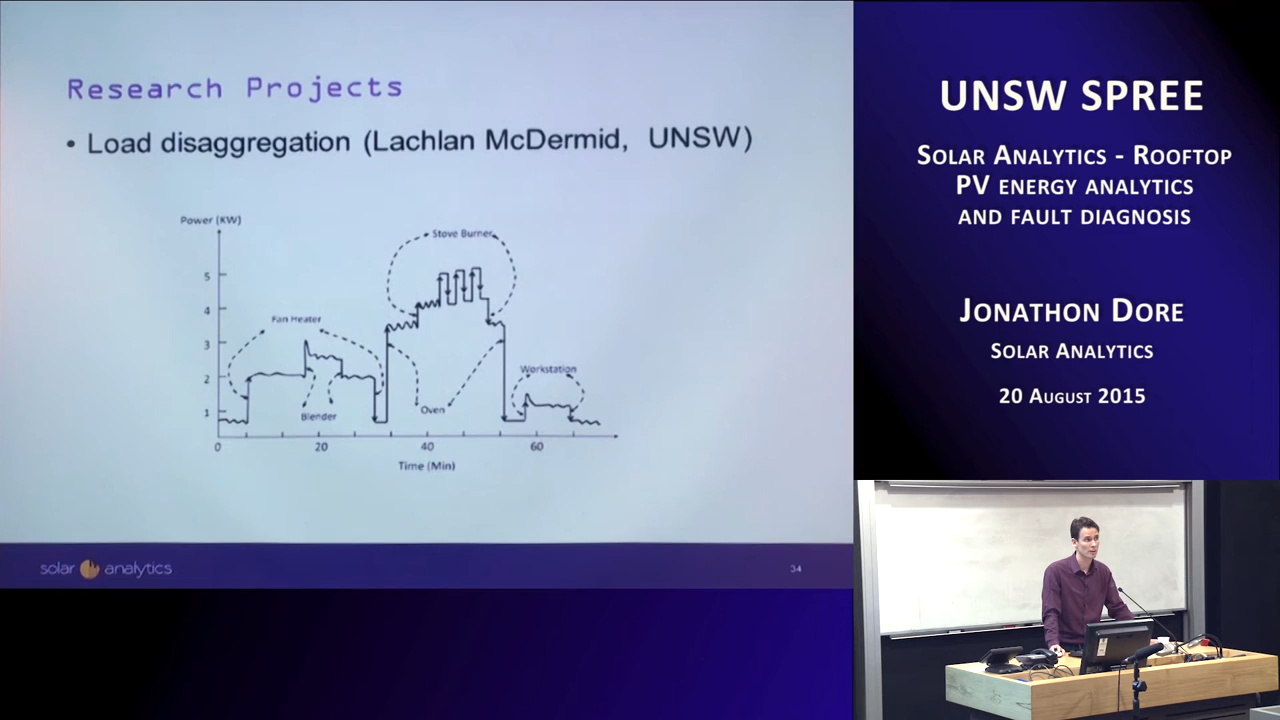 Research Projects
• Load disaggregation (Lachlan McDermid, UNSW)
Power (KW)
5
4
3
2
1
Fan Heater
Blender
Stove Burner
Oven
Workstation
0
20
40
60
Time (Min)
solar analytics
34
UNSW SPREE
SOLAR ANALYTICS - ROOFTOP
PV ENERGY ANALYTICS
AND FAULT DIAGNOSIS
JONATHON DORE
SOLAR ANALYTICS
20 AUGUST 2015